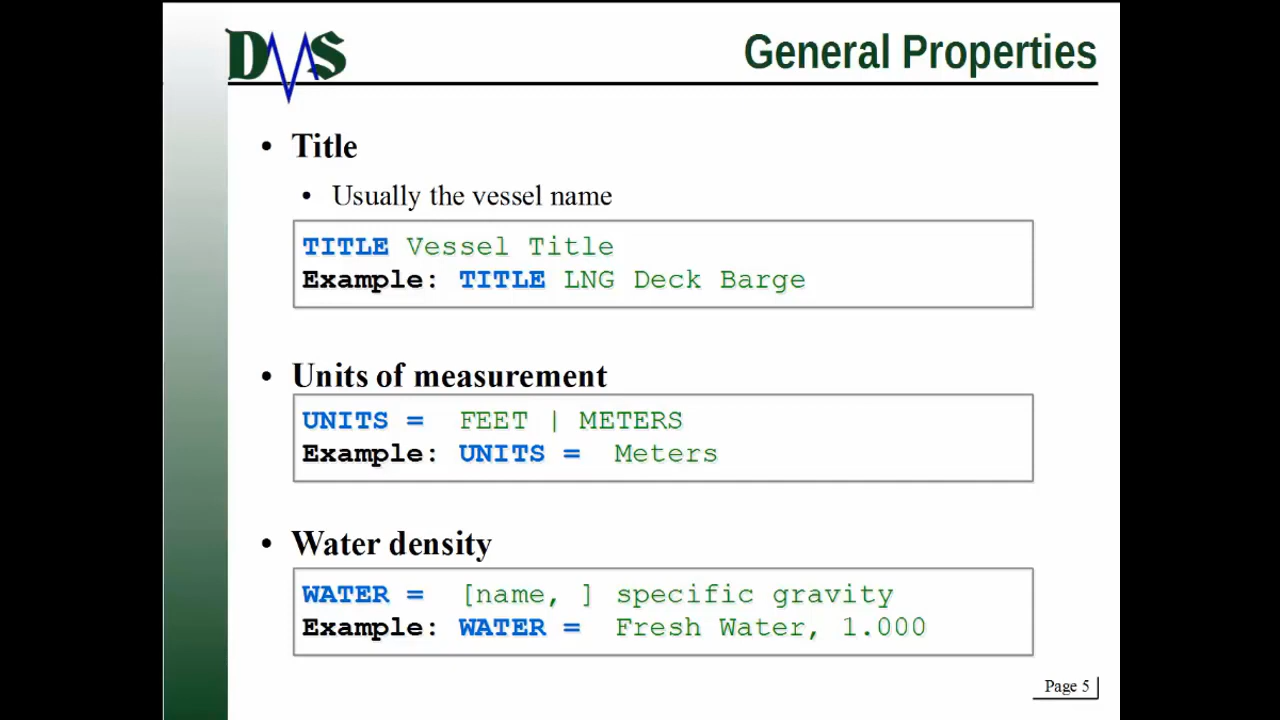 DMS
General Properties
• Title
• Usually the vessel name
TITLE Vessel Title
Example: TITLE LNG Deck Barge
• Units of measurement
UNITS = FEET | METERS
Example: UNITS = Meters
• Water density
WATER = [name, ] specific gravity
Example: WATER = Fresh Water, 1.000
Page 5